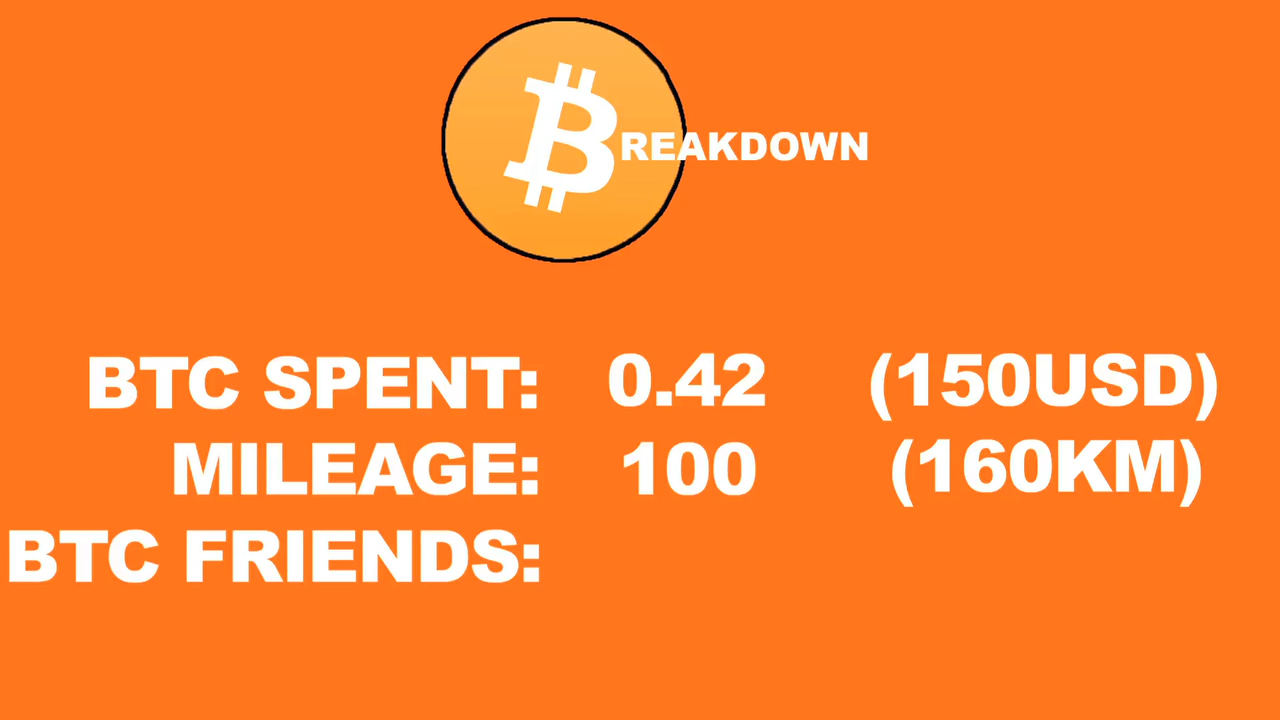 BREAKDOWN
BTC SPENT: 0.42 (150USD)
MILEAGE: 100 (160KM)
BTC FRIENDS: